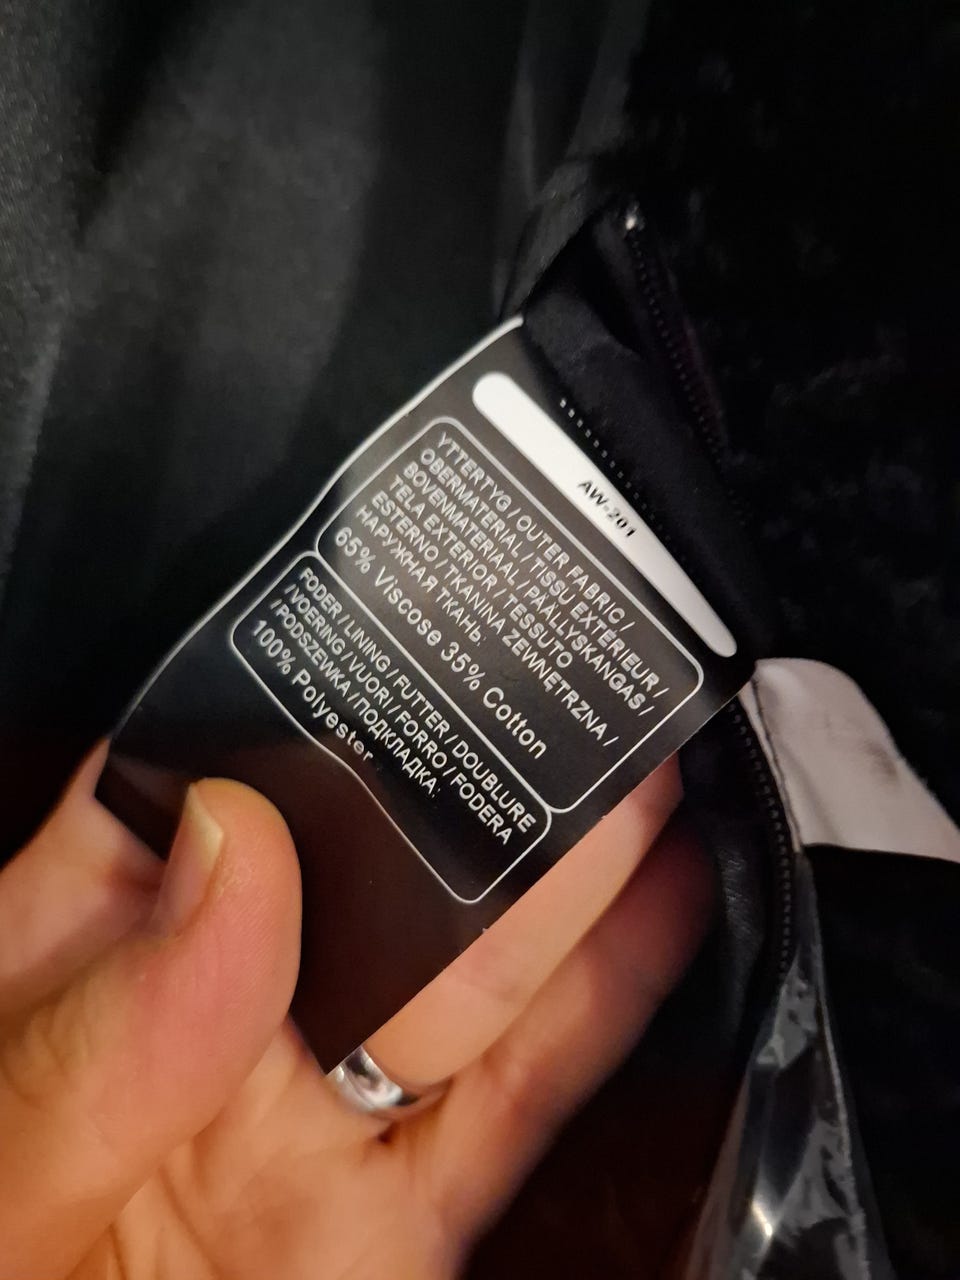 AW-201
YTTERTYG / OUTER FABRIC /
OBERMATERIAL / TISSU EXTÉRIEUR /
BOVENMATERIAAL / PÄÄLLYSKANGAS /
TELA EXTERIOR / TESSUTO
ESTERNO / TKANINA ZEWNETRZNA /
НАРУЖНАЯ ТКАНЬ:
65% Viscose 35% Cotton
FODER / LINING / FUTTER / DOUBLURE
/VOERING / VUORI / FORRO / FODERA
/ PODSZEWKA / ПОДКЛАДКА:
100% Polyester